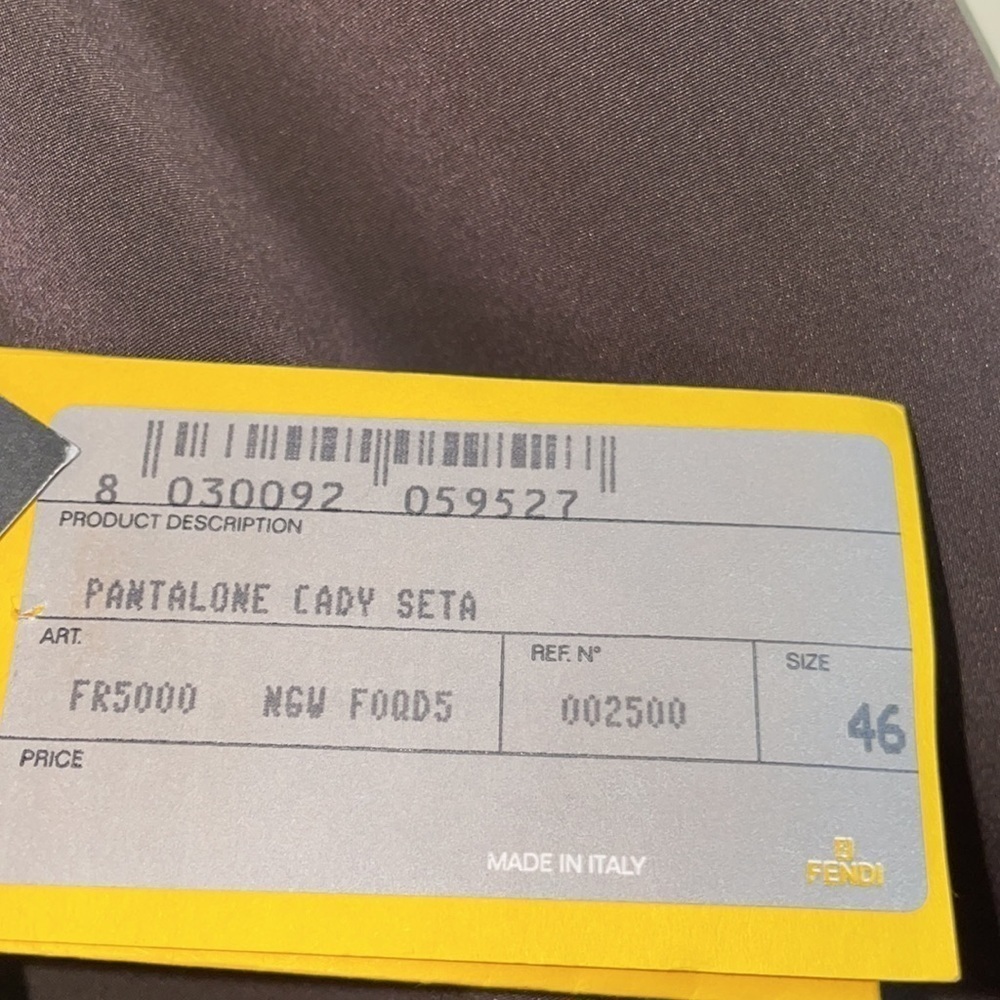 8 030092 059527
PRODUCT DESCRIPTION
PANTALONE CADY SETA
ART.
REF. N°
SIZE
FR5000 NGW F0QD5
002500
46
PRICE
MADE IN ITALY
FENDI